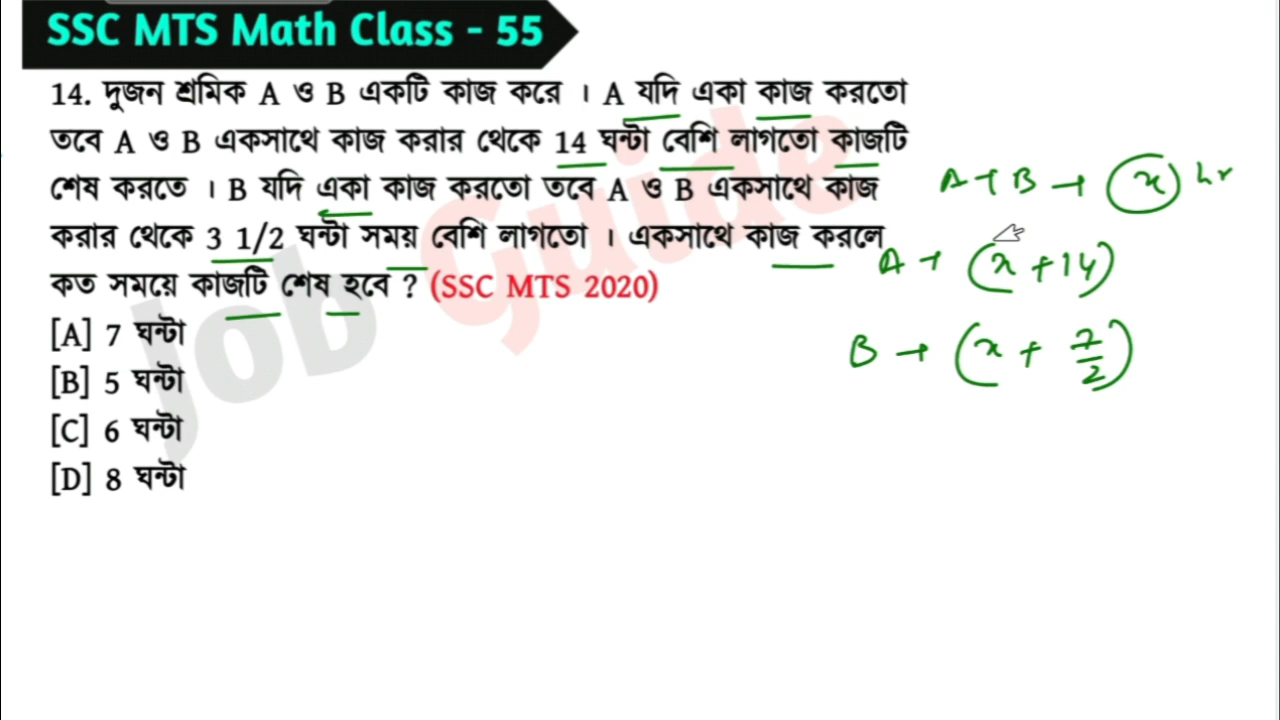 SSC MTS Math Class - 55
14. দুজন শ্রমিক A ও B একটি কাজ করে । A যদি একা কাজ করতো
তবে A ও B একসাথে কাজ করার থেকে 14 ঘন্টা বেশি লাগতো কাজটি
শেষ করতে । B যদি একা কাজ করতো তবে A ও B একসাথে কাজ
করার থেকে 3 1/2 ঘন্টা সময় বেশি লাগতো । একসাথে কাজ করলে
কত সময়ে কাজটি শেষ হবে ? (SSC MTS 2020)
[A] 7 ঘন্টা
[B] 5 ঘন্টা
[C] 6 ঘন্টা
[D] 8 ঘন্টা
A + B → (x) hr
A → (x + 14)
B → (x + 7/2)
Job Guide